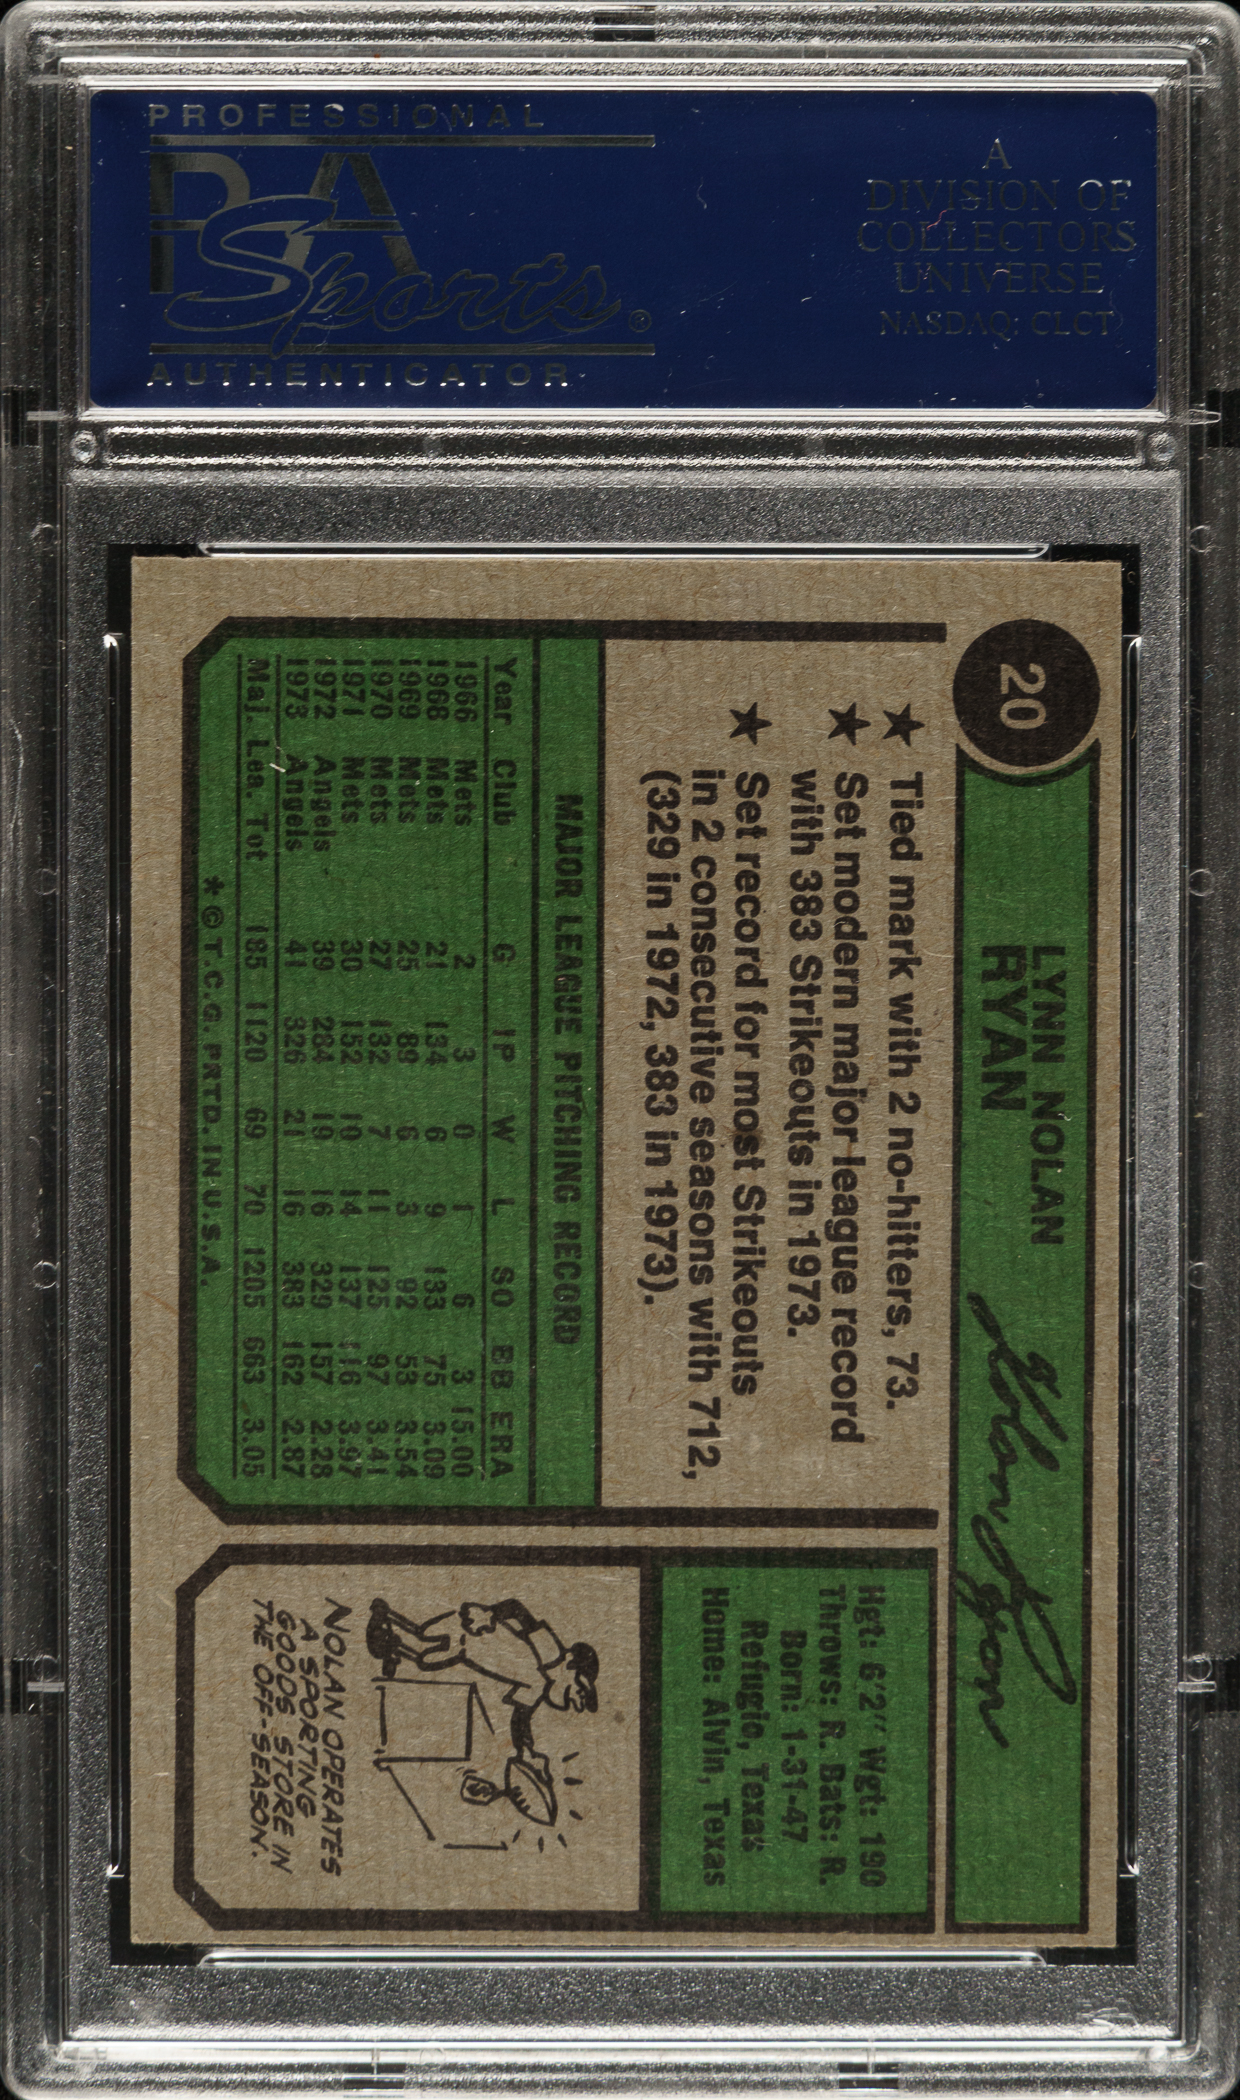 PROFESSIONAL
PSA
Sports®
AUTHENTICATOR
A
DIVISION OF
COLLECTORS
UNIVERSE
NASDAQ: CLCT
20
LYNN NOLAN
RYAN
Nolan Ryan
★ Tied mark with 2 no-hitters, 73.
★ Set modern major league record
with 383 Strikeouts in 1973.
★ Set record for most Strikeouts
in 2 consecutive seasons with 712,
(329 in 1972, 383 in 1973).
MAJOR LEAGUE PITCHING RECORD
Year Club G IP W L SO BB ERA
1966 Mets 2 3 0 1 6 3 15.00
1968 Mets 21 134 6 9 133 75 3.09
1969 Mets 25 89 6 3 92 53 3.54
1970 Mets 27 132 7 11 125 97 3.41
1971 Mets 30 152 10 14 137 116 3.97
1972 Angels 39 284 19 16 329 157 2.28
1973 Angels 41 326 21 16 383 162 2.87
Maj. Lea. Tot 185 1120 69 70 1205 663 3.05
*©T.C.G. PRTD. IN U.S.A.
Hgt: 6'2" Wgt: 190
Throws: R. Bats: R.
Born: 1-31-47
Refugio, Texas
Home: Alvin, Texas
$
NOLAN OPERATES
A SPORTING
GOODS STORE IN
THE OFF-SEASON.